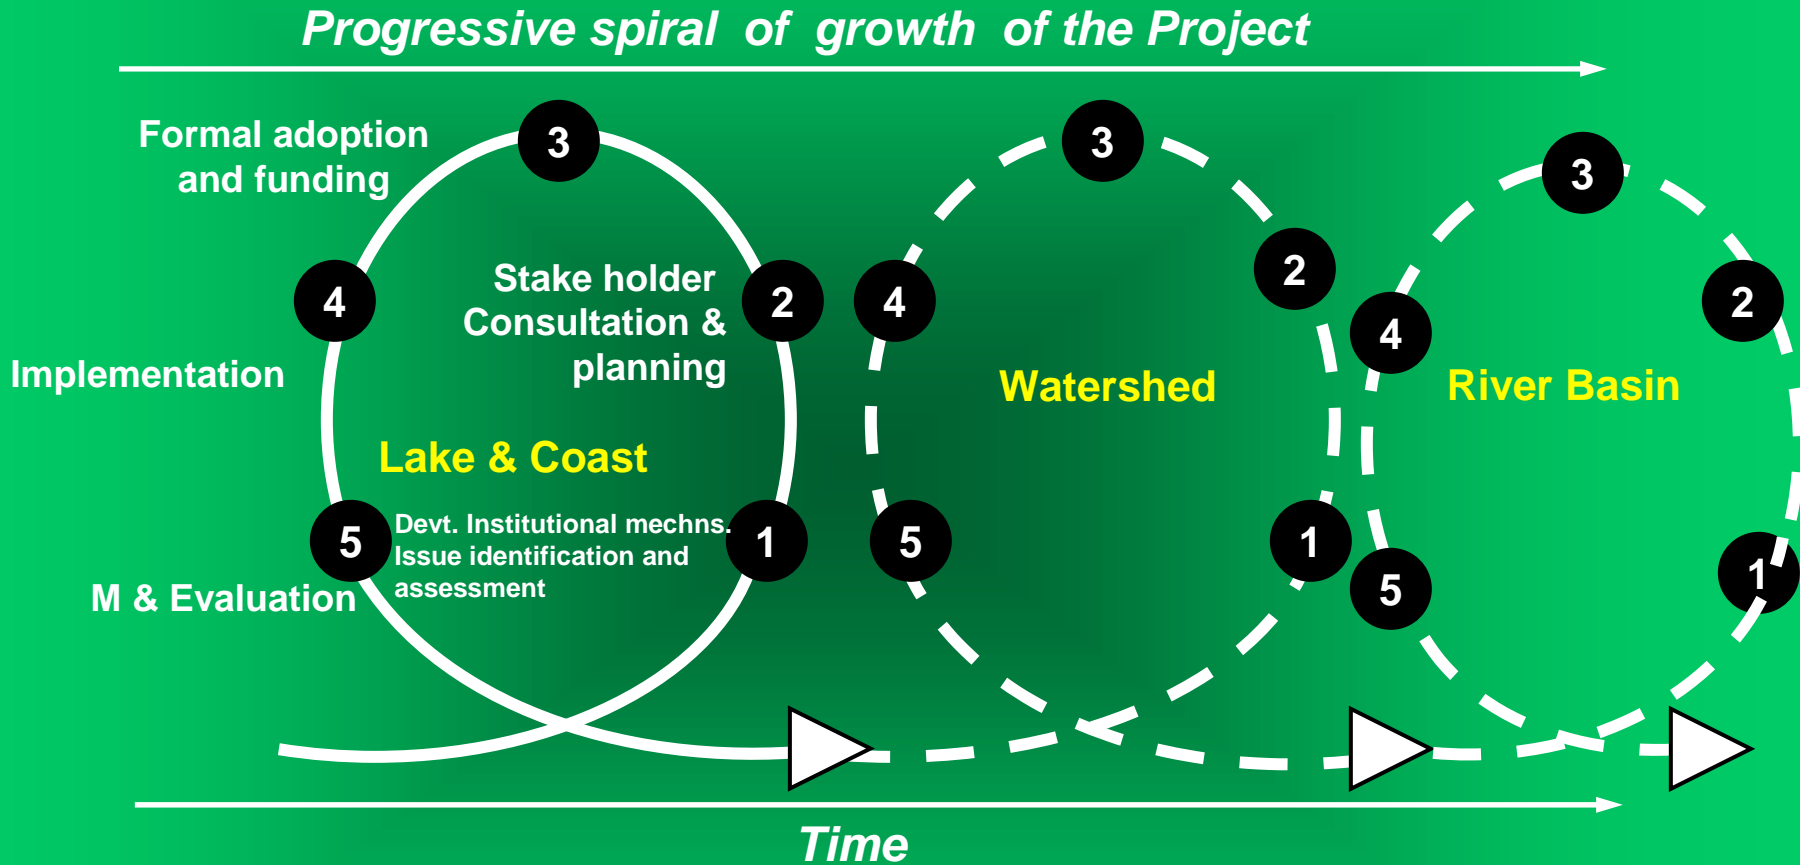 Progressive spiral of growth of the Project
Formal adoption
and funding
3
3
3
4
Stake holder
Consultation &
planning
2
4
2
4
2
Implementation
Watershed
River Basin
Lake & Coast
5
Devt. Institutional mechns.
Issue identification and
assessment
1
5
1
5
1
M & Evaluation
Time